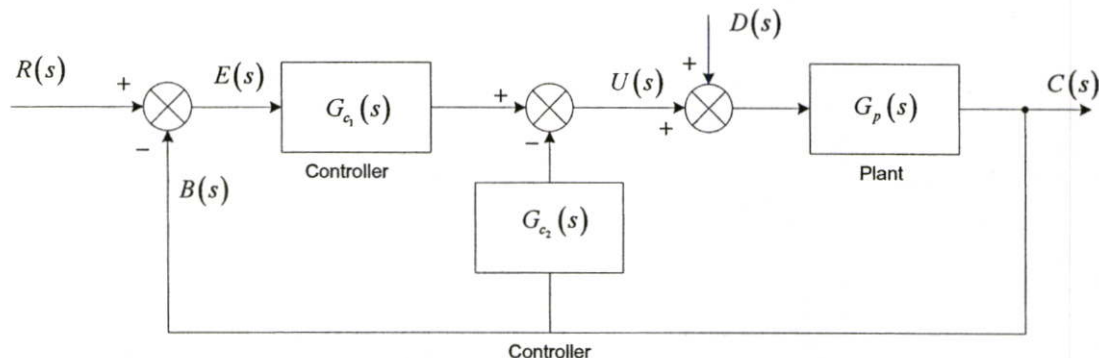 D(s)
R(s)
+
E(s)
G_{c_1}(s)
+
U(s)
+
G_p(s)
C(s)
−
Controller
−
+
Plant
B(s)
G_{c_2}(s)
Controller